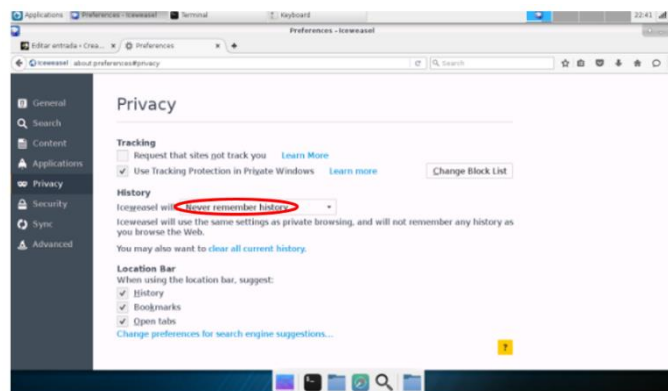 Applications Preferences - Iceweasel Terminal Keyboard 22:41
Preferences - Iceweasel
Editar entrada ‹ Crea... Preferences
Iceweasel about:preferences#privacy Search
General
Search
Content
Applications
Privacy
Security
Sync
Advanced
Privacy
Tracking
Request that sites not track you Learn More
Use Tracking Protection in Private Windows Learn more Change Block List
History
Iceweasel will Never remember history
Iceweasel will use the same settings as private browsing, and will not remember any history as
you browse the Web.
You may also want to clear all current history.
Location Bar
When using the location bar, suggest:
History
Bookmarks
Open tabs
Change preferences for search engine suggestions...
?